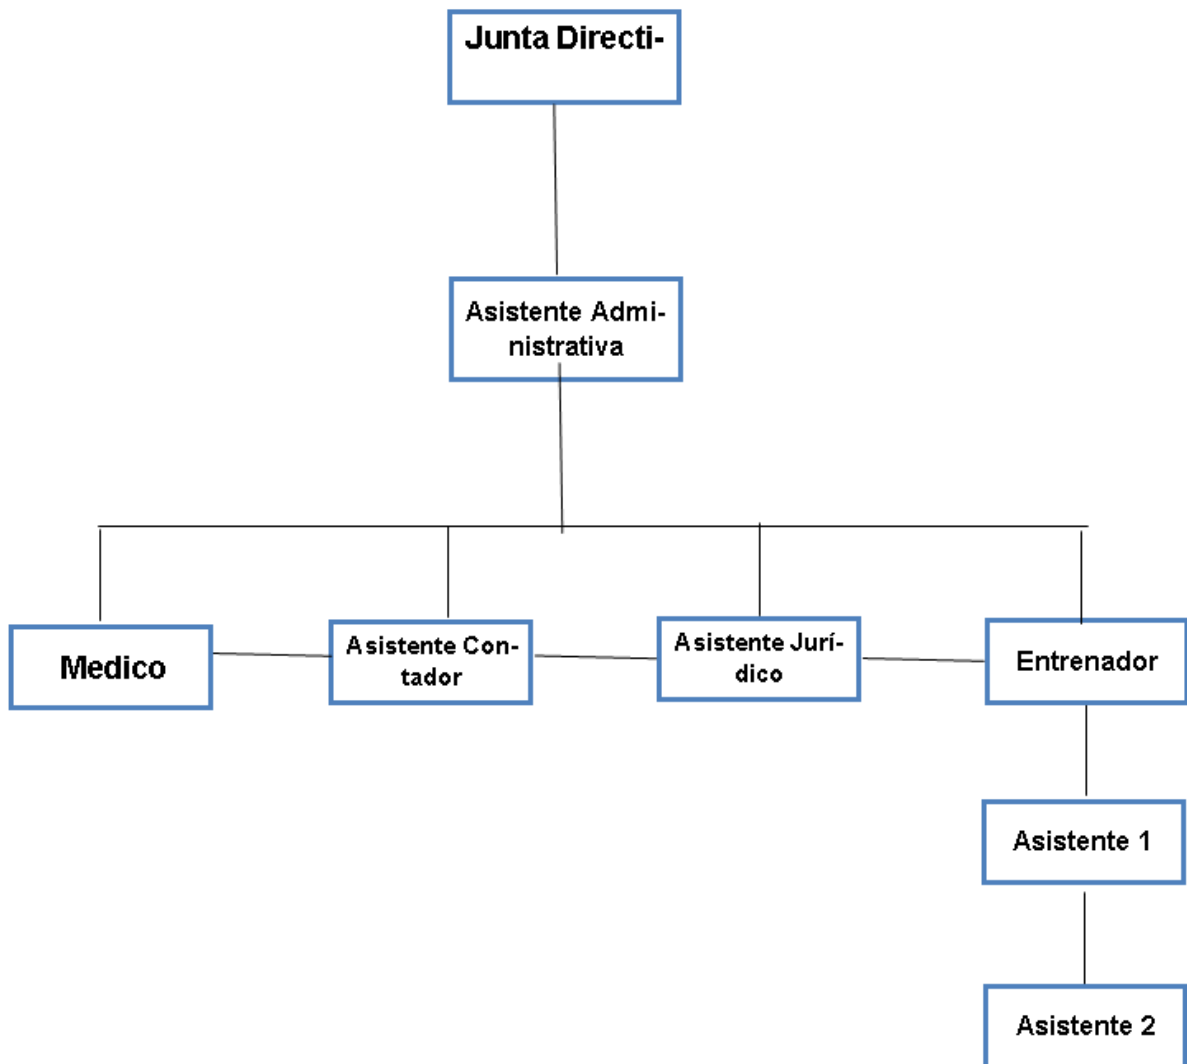 Junta Directi-
Asistente Admi-
nistrativa
Medico
Asistente Con-
tador
Asistente Jurí-
dico
Entrenador
Asistente 1
Asistente 2